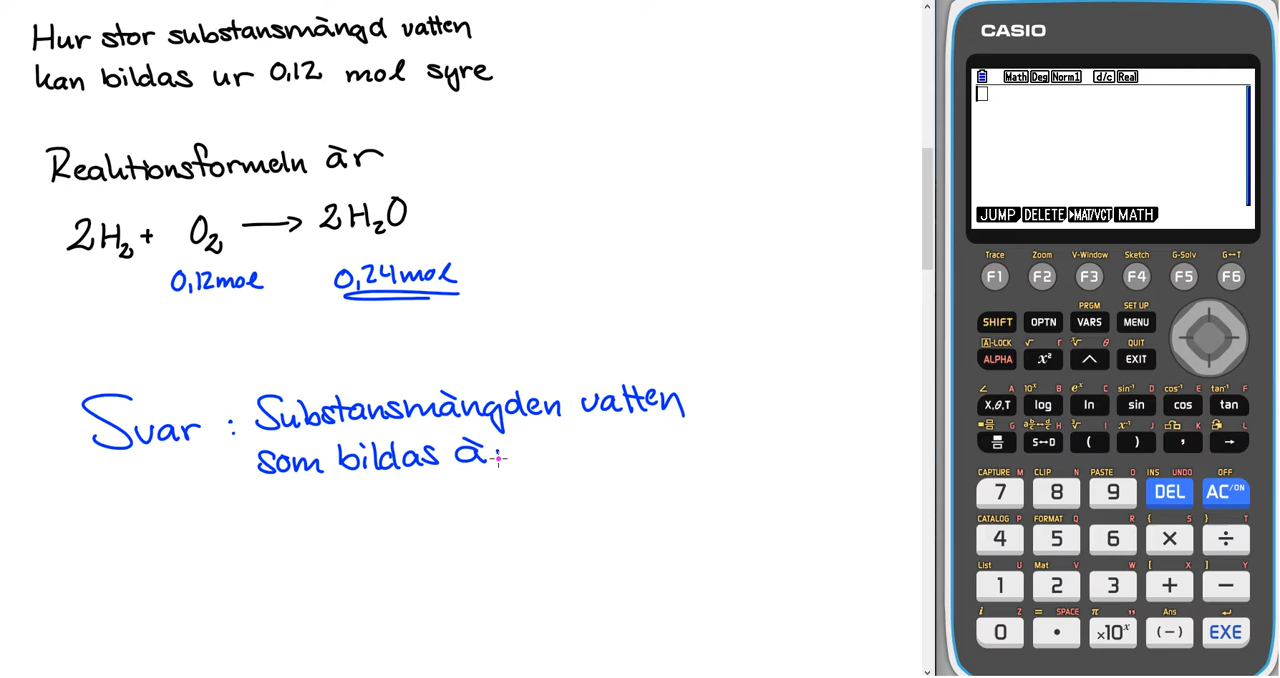 Hur stor substansmängd vatten
kan bildas ur 0,12 mol syre
Reaktionsformeln är
2H₂ + O₂ → 2H₂O
0,12 mol 0,24 mol
Svar : Substansmängden vatten
som bildas ä
CASIO
Math Deg Norm1 d/c Real
JUMP DELETE ▶MAT/VCT MATH
Trace Zoom V-Window Sketch G-Solv G↔T
F1 F2 F3 F4 F5 F6
PRGM SET UP
SHIFT OPTN VARS MENU
A-LOCK √ r ˣ√ θ QUIT
ALPHA x² ^ EXIT
∠ A 10ˣ B eˣ C sin⁻¹ D cos⁻¹ E tan⁻¹ F
X,θ,T log ln sin cos tan
G H ³√ I x⁻¹ J K L
S↔D ( ) , →
CAPTURE M CLIP N PASTE O INS UNDO OFF
7 8 9 DEL AC/ON
CATALOG P FORMAT Q R { S } T
4 5 6 × ÷
List U Mat V W [ X ] Y
1 2 3 + −
i Z = SPACE π " Ans ↵
0 • ×10ˣ (−) EXE